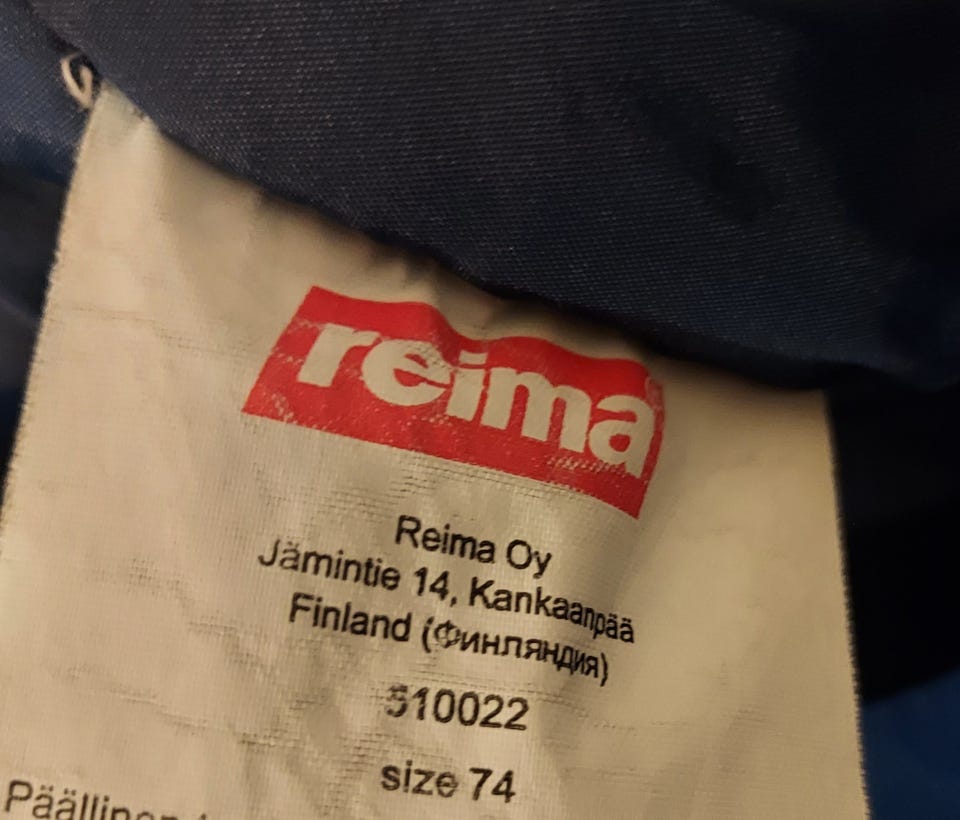 reima
Reima Oy
Jämintie 14, Kankaanpää
Finland (Финляндия)
510022
size 74